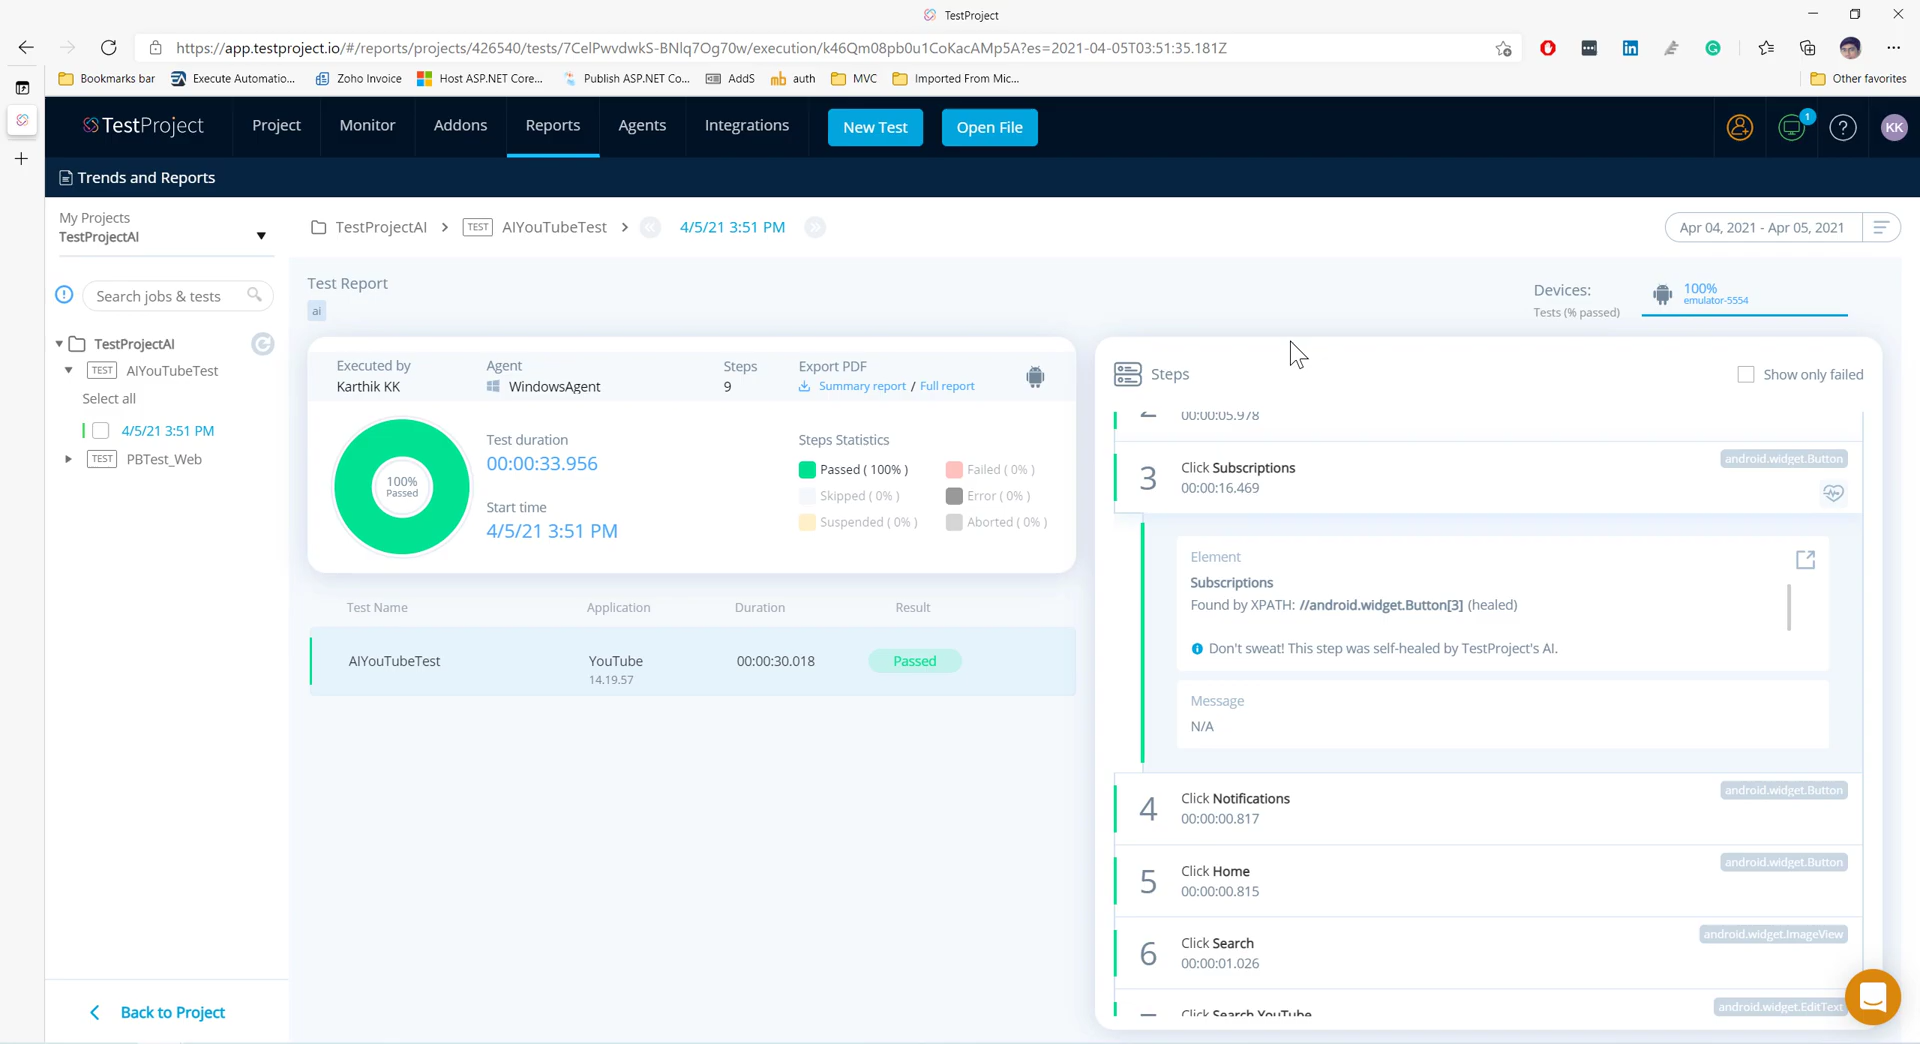 TestProject
https://app.testproject.io/#/reports/projects/426540/tests/7CelPwvdwkS-BNlq7Og70w/execution/k46Qm08pb0u1CoKacAMp5A?es=2021-04-05T03:51:35.181Z
Bookmarks bar
Execute Automatio...
Zoho Invoice
Host ASP.NET Core...
Publish ASP.NET Co...
AddS
auth
MVC
Imported From Mic...
Other favorites
TestProject
Project
Monitor
Addons
Reports
Agents
Integrations
New Test
Open File
1
KK
Trends and Reports
My Projects
TestProjectAI
TestProjectAI
TEST AIYouTubeTest
4/5/21 3:51 PM
Apr 04, 2021 - Apr 05, 2021
Search jobs & tests
TestProjectAI
TEST AIYouTubeTest
Select all
4/5/21 3:51 PM
TEST PBTest_Web
Back to Project
Test Report
ai
Devices:
Tests (% passed)
100%
emulator-5554
Executed by
Karthik KK
Agent
WindowsAgent
Steps
9
Export PDF
Summary report / Full report
100%
Passed
Test duration
00:00:33.956
Start time
4/5/21 3:51 PM
Steps Statistics
Passed ( 100% )
Failed ( 0% )
Skipped ( 0% )
Error ( 0% )
Suspended ( 0% )
Aborted ( 0% )
Test Name
Application
Duration
Result
AIYouTubeTest
YouTube
14.19.57
00:00:30.018
Passed
Steps
Show only failed
2
00:00:05.978
3
Click Subscriptions
00:00:16.469
android.widget.Button
Element
Subscriptions
Found by XPATH: //android.widget.Button[3] (healed)
Don't sweat! This step was self-healed by TestProject's AI.
Message
N/A
4
Click Notifications
00:00:00.817
android.widget.Button
5
Click Home
00:00:00.815
android.widget.Button
6
Click Search
00:00:01.026
android.widget.ImageView
Click Search YouTube
android.widget.EditText